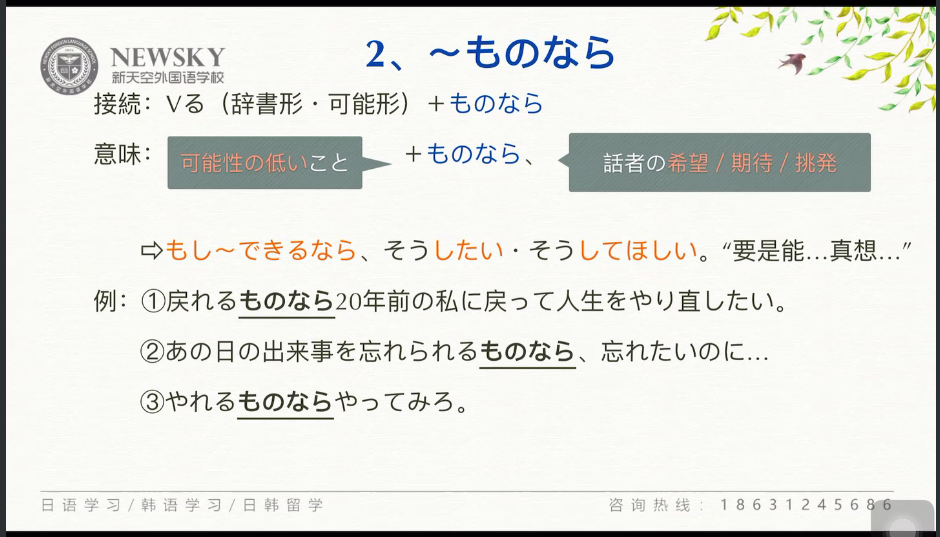 NEWSKY
新天空外国语学校
2、～ものなら
接続：Vる（辞書形・可能形）＋ものなら
意味：可能性の低いこと＋ものなら、話者の希望 / 期待 / 挑発
⇨もし～できるなら、そうしたい・そうしてほしい。“要是能…真想…”
例：①戻れるものなら20年前の私に戻って人生をやり直したい。
②あの日の出来事を忘れられるものなら、忘れたいのに…
③やれるものならやってみろ。
日语学习/韩语学习/日韩留学
咨询热线：18631245686